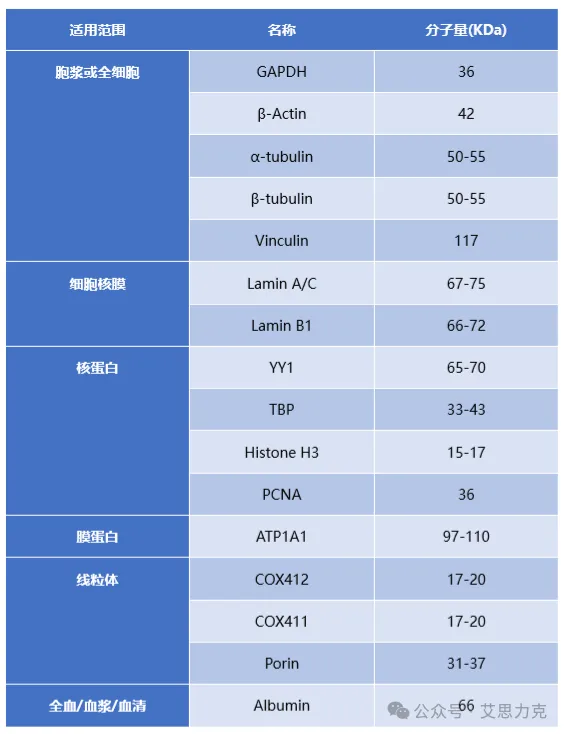 适用范围 名称 分子量(KDa)
胞浆或全细胞 GAPDH 36
β-Actin 42
α-tubulin 50-55
β-tubulin 50-55
Vinculin 117
细胞核膜 Lamin A/C 67-75
Lamin B1 66-72
核蛋白 YY1 65-70
TBP 33-43
Histone H3 15-17
PCNA 36
膜蛋白 ATP1A1 97-110
线粒体 COX412 17-20
COX411 17-20
Porin 31-37
全血/血浆/血清 Albumin 66
公众号 · 艾思力克